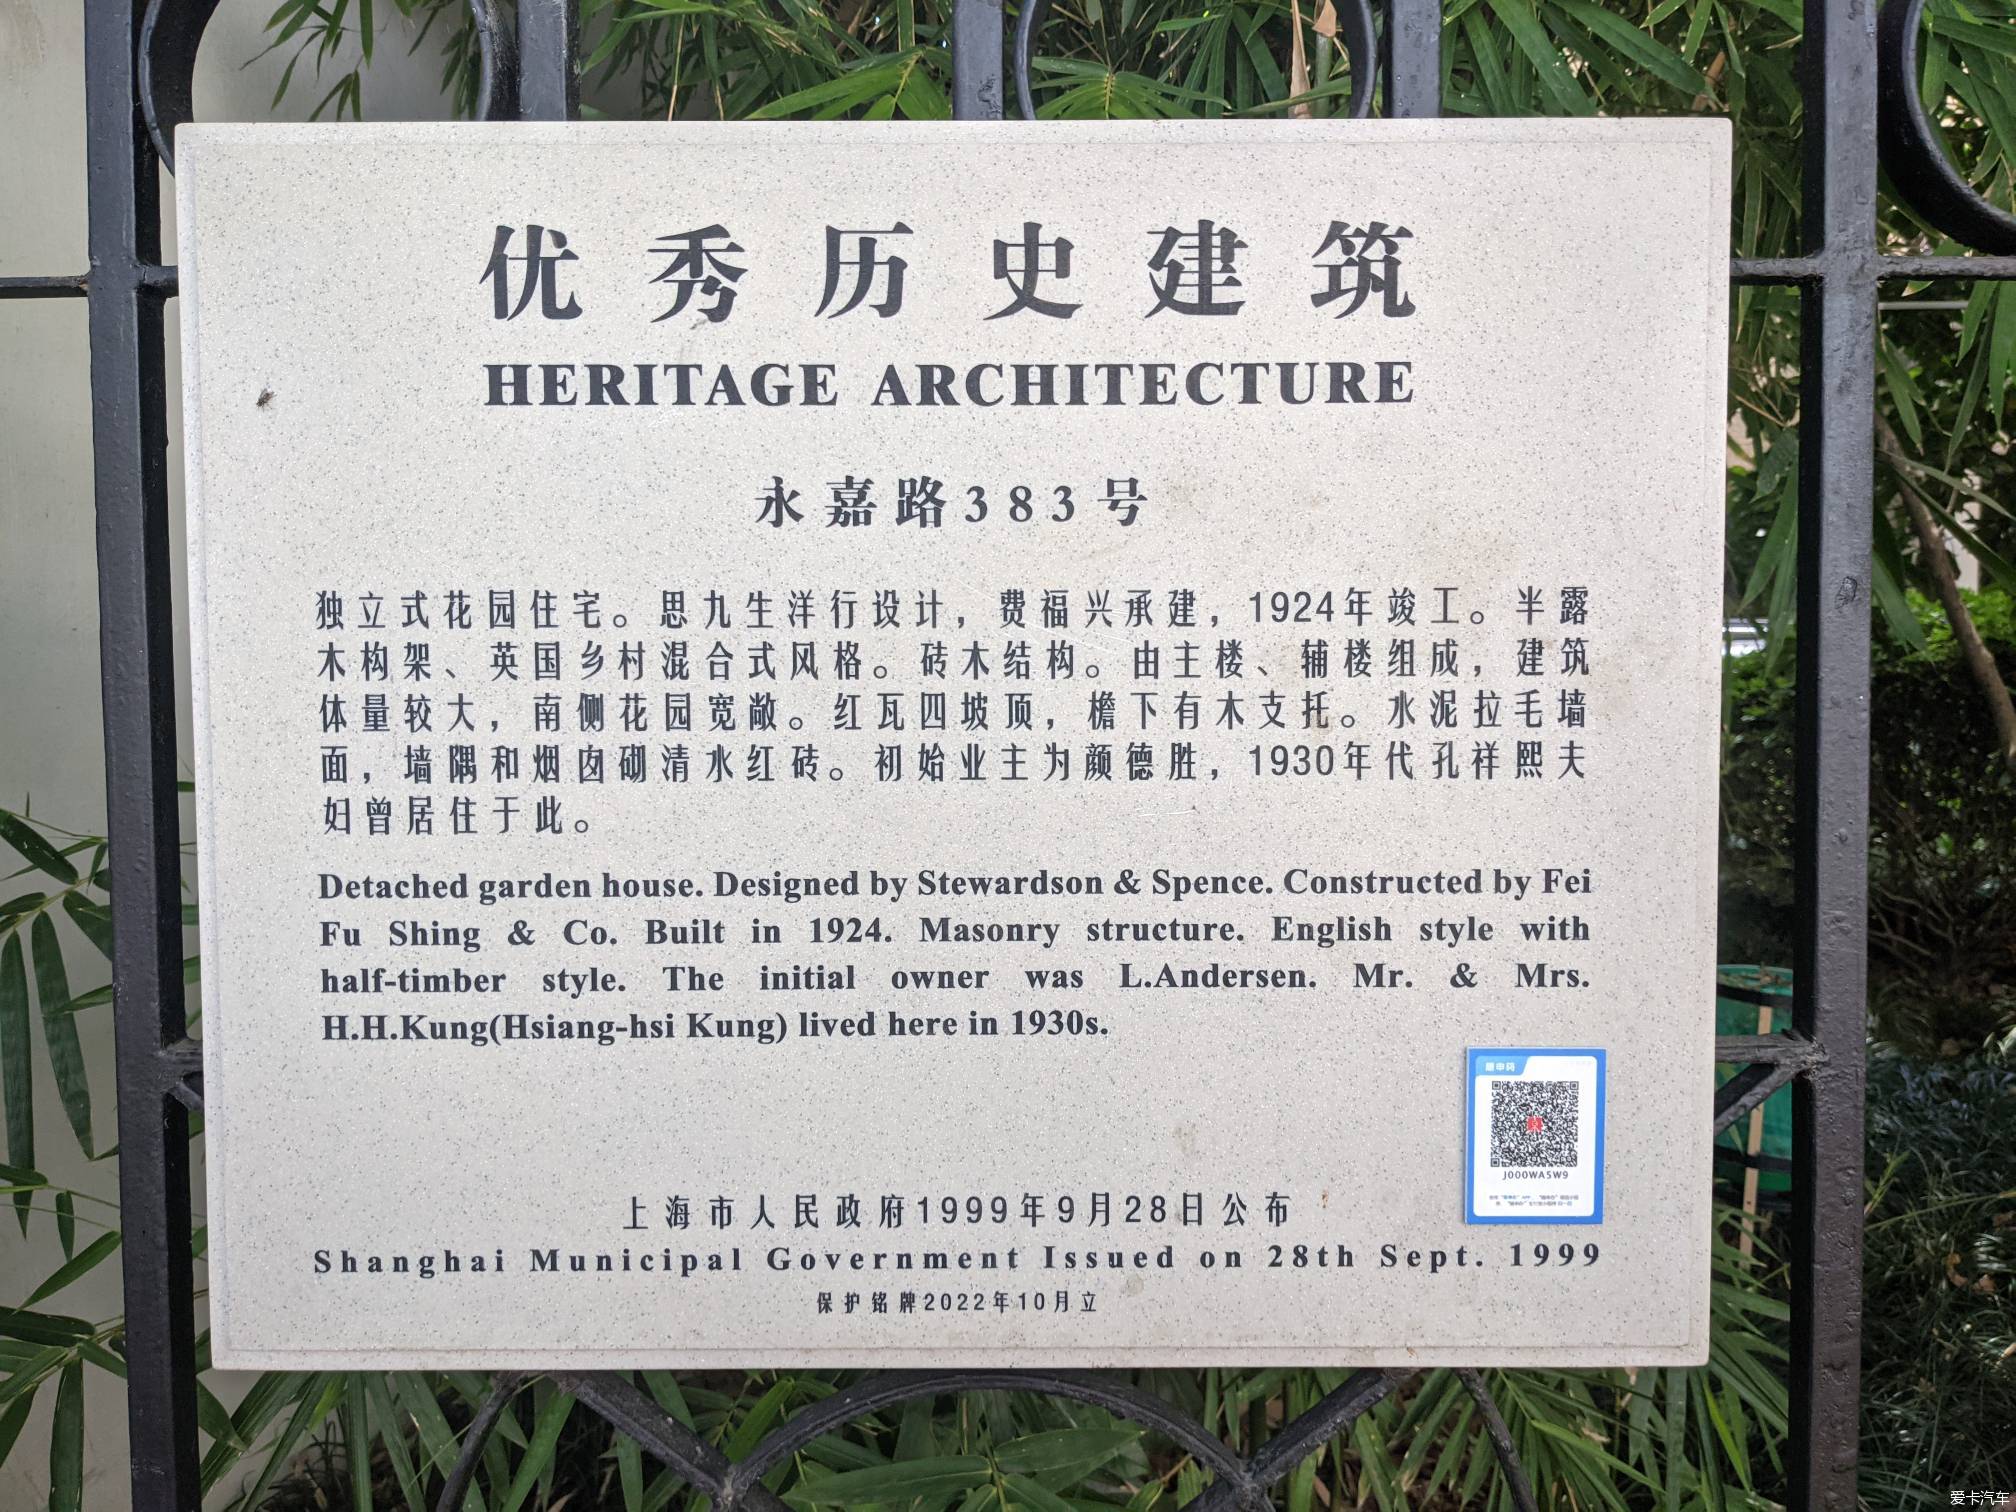 优秀历史建筑
HERITAGE ARCHITECTURE
永嘉路383号
独立式花园住宅。思九生洋行设计，费福兴承建，1924年竣工。半露
木构架、英国乡村混合式风格。砖木结构。由主楼、辅楼组成，建筑
体量较大，南侧花园宽敞。红瓦四坡顶，檐下有木支托。水泥拉毛墙
面，墙隅和烟囱砌清水红砖。初始业主为颜德胜，1930年代孔祥熙夫
妇曾居住于此。
Detached garden house. Designed by Stewardson & Spence. Constructed by Fei
Fu Shing & Co. Built in 1924. Masonry structure. English style with
half-timber style. The initial owner was L.Andersen. Mr. & Mrs.
H.H.Kung(Hsiang-hsi Kung) lived here in 1930s.
随申码
J000WA5W9
上海市人民政府1999年9月28日公布
Shanghai Municipal Government Issued on 28th Sept. 1999
保护铭牌2022年10月立
爱卡汽车